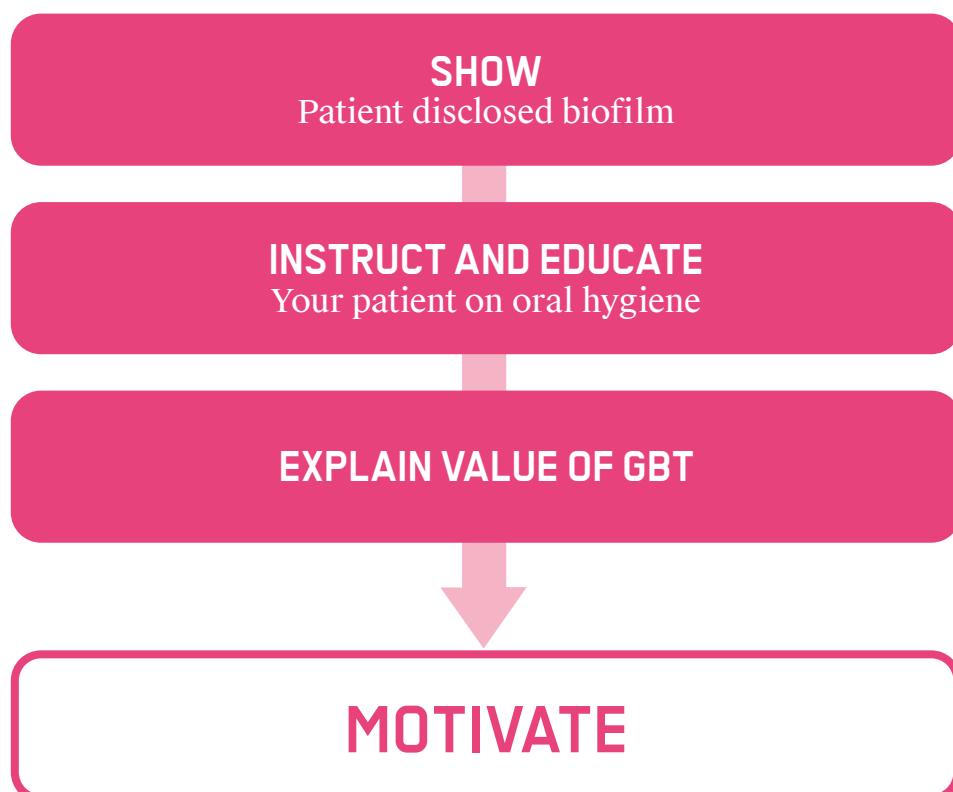 SHOW
Patient disclosed biofilm
INSTRUCT AND EDUCATE
Your patient on oral hygiene
EXPLAIN VALUE OF GBT
MOTIVATE